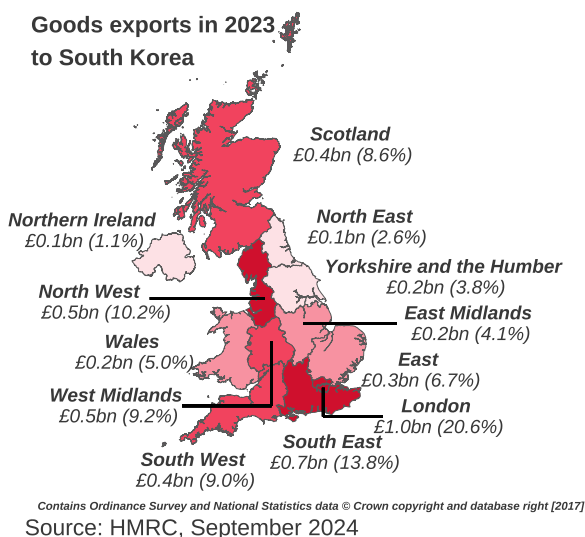 Goods exports in 2023
to South Korea
Scotland
£0.4bn (8.6%)
Northern Ireland
£0.1bn (1.1%)
North East
£0.1bn (2.6%)
Yorkshire and the Humber
£0.2bn (3.8%)
North West
£0.5bn (10.2%)
East Midlands
£0.2bn (4.1%)
Wales
£0.2bn (5.0%)
East
£0.3bn (6.7%)
West Midlands
£0.5bn (9.2%)
London
£1.0bn (20.6%)
South East
£0.7bn (13.8%)
South West
£0.4bn (9.0%)
Contains Ordinance Survey and National Statistics data © Crown copyright and database right [2017]
Source: HMRC, September 2024